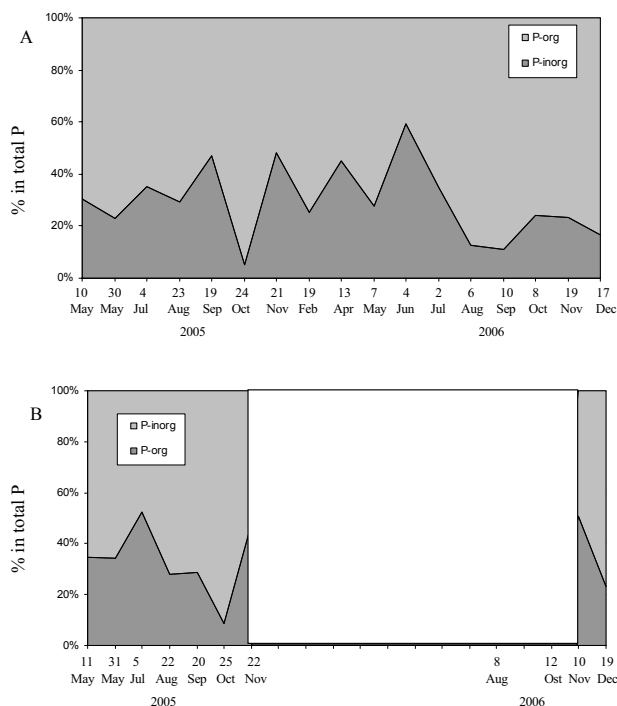 A
100%
P-org
P-inorg
80%
60%
40%
20%
0%
% in total P
10 30 4 23 19 24 21 19 13 7 4 2 6 10 8 19 17
May May Jul Aug Sep Oct Nov Feb Apr May Jun Jul Aug Sep Oct Nov Dec
2005 2006
B
100%
P-inorg
P-org
80%
60%
40%
20%
0%
% in total P
11 31 5 22 20 25 22 8 12 10 19
May May Jul Aug Sep Oct Nov Aug Ost Nov Dec
2005 2006